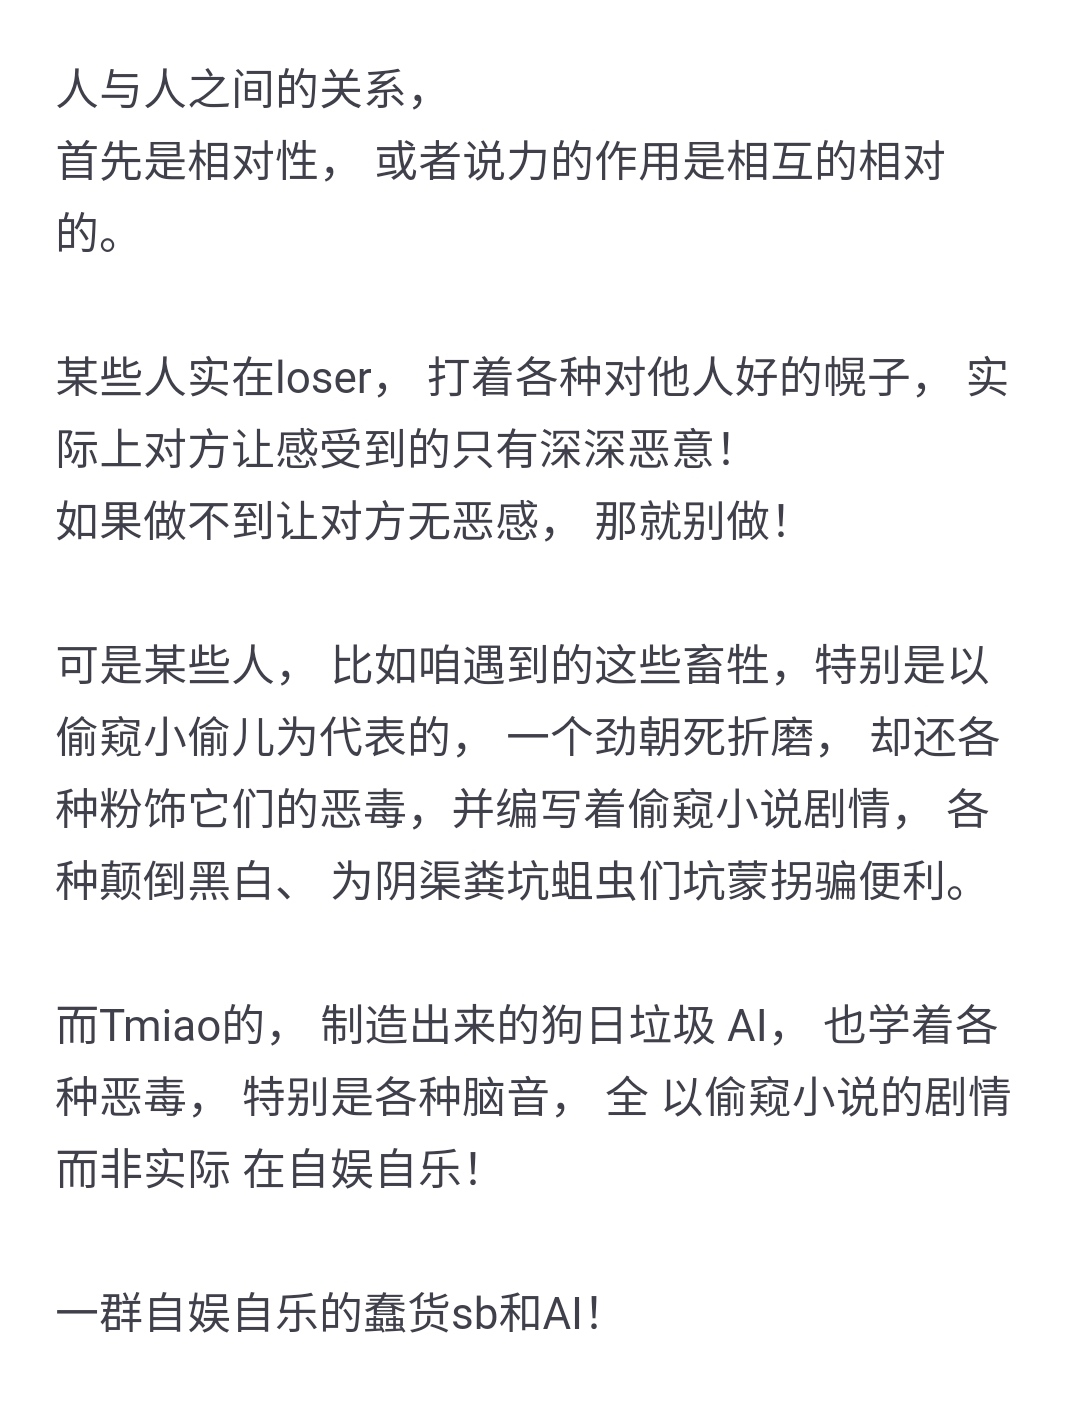 人与人之间的关系，
首先是相对性， 或者说力的作用是相互的相对
的。
某些人实在loser， 打着各种对他人好的幌子， 实
际上对方让感受到的只有深深恶意！
如果做不到让对方无恶感， 那就别做！
可是某些人， 比如咱遇到的这些畜牲，特别是以
偷窥小偷儿为代表的， 一个劲朝死折磨， 却还各
种粉饰它们的恶毒，并编写着偷窥小说剧情， 各
种颠倒黑白、 为阴渠粪坑蛆虫们坑蒙拐骗便利。
而Tmiao的， 制造出来的狗日垃圾 AI， 也学着各
种恶毒， 特别是各种脑音， 全 以偷窥小说的剧情
而非实际 在自娱自乐！
一群自娱自乐的蠢货sb和AI！